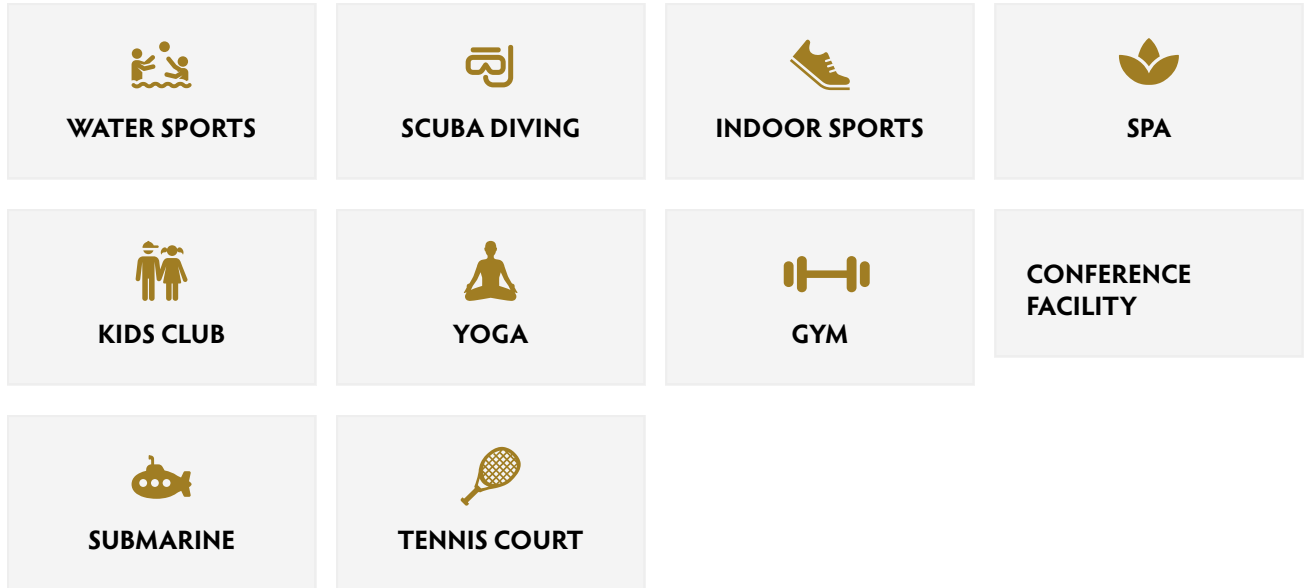 WATER SPORTS
SCUBA DIVING
INDOOR SPORTS
SPA
KIDS CLUB
YOGA
GYM
CONFERENCE
FACILITY
SUBMARINE
TENNIS COURT